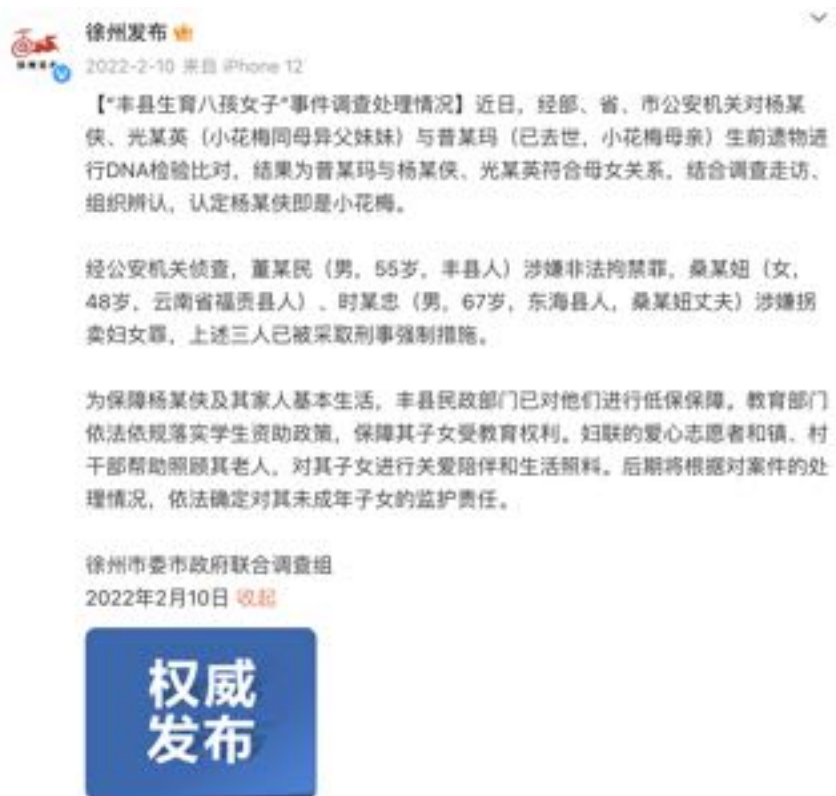 徐州发布
2022-2-10 来自 iPhone 12
【“丰县生育八孩女子”事件调查处理情况】近日，经部、省、市公安机关对杨某
侠、光某英（小花梅同母异父妹妹）与普某玛（已去世，小花梅母亲）生前遗物进
行DNA检验比对，结果为普某玛与杨某侠、光某英符合母女关系。结合调查走访、
组织辨认，认定杨某侠即是小花梅。
经公安机关侦查，董某民（男，55岁，丰县人）涉嫌非法拘禁罪，桑某妞（女，
48岁，云南省福贡县人）、时某忠（男，67岁，东海县人，桑某妞丈夫）涉嫌拐
卖妇女罪，上述三人已被采取刑事强制措施。
为保障杨某侠及其家人基本生活，丰县民政部门已对他们进行低保保障。教育部门
依法依规落实学生资助政策，保障其子女受教育权利。妇联的爱心志愿者和镇、村
干部帮助照顾其老人，对其子女进行关爱陪伴和生活照料。后期将根据对案件的处
理情况，依法确定对其未成年子女的监护责任。
徐州市委市政府联合调查组
2022年2月10日 收起
权威
发布